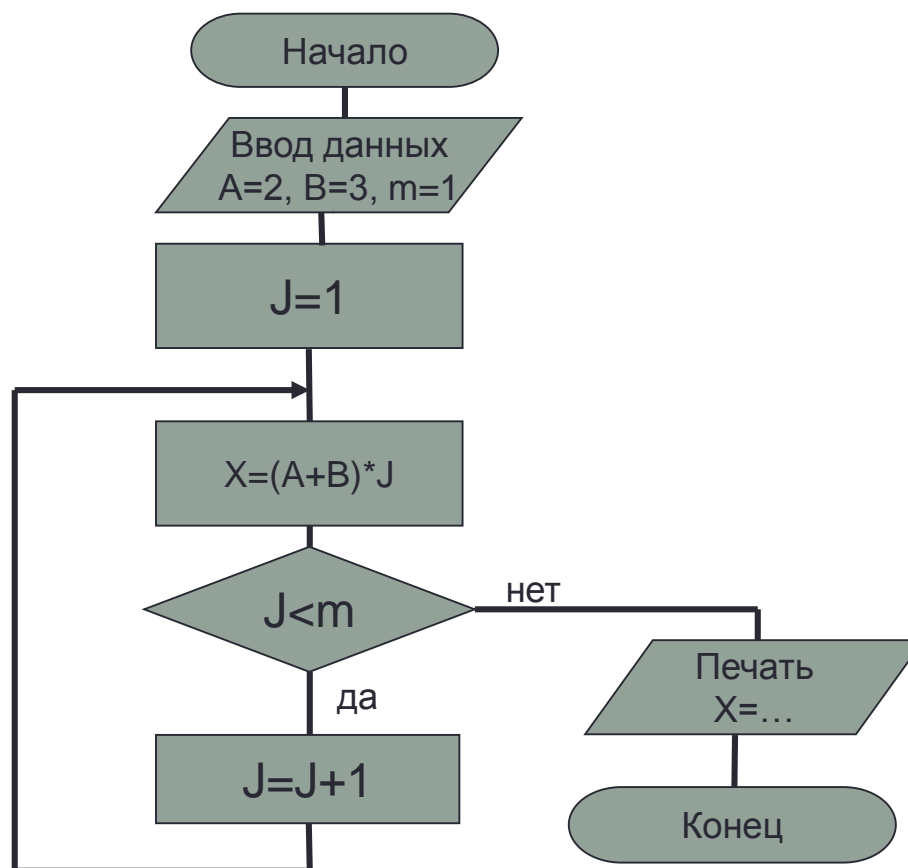 Начало
Ввод данных
A=2, B=3, m=1
J=1
X=(A+B)*J
J<m
нет
да
J=J+1
Печать
X=…
Конец